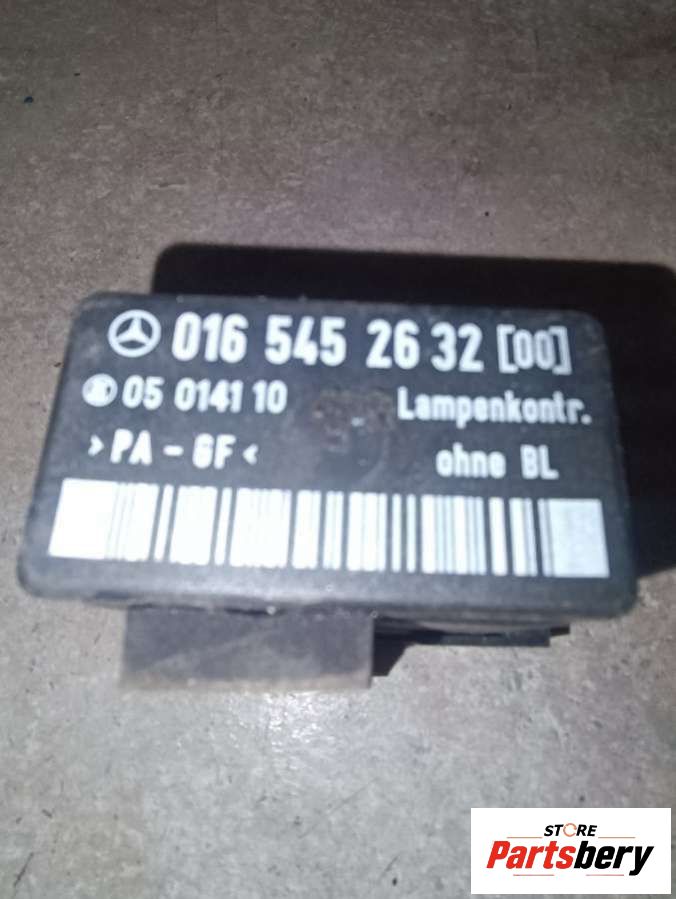 016 545 26 32 [00]
05 0141 10 Lampenkontr.
>PA-GF< ohne BL
STORE
Partsbery